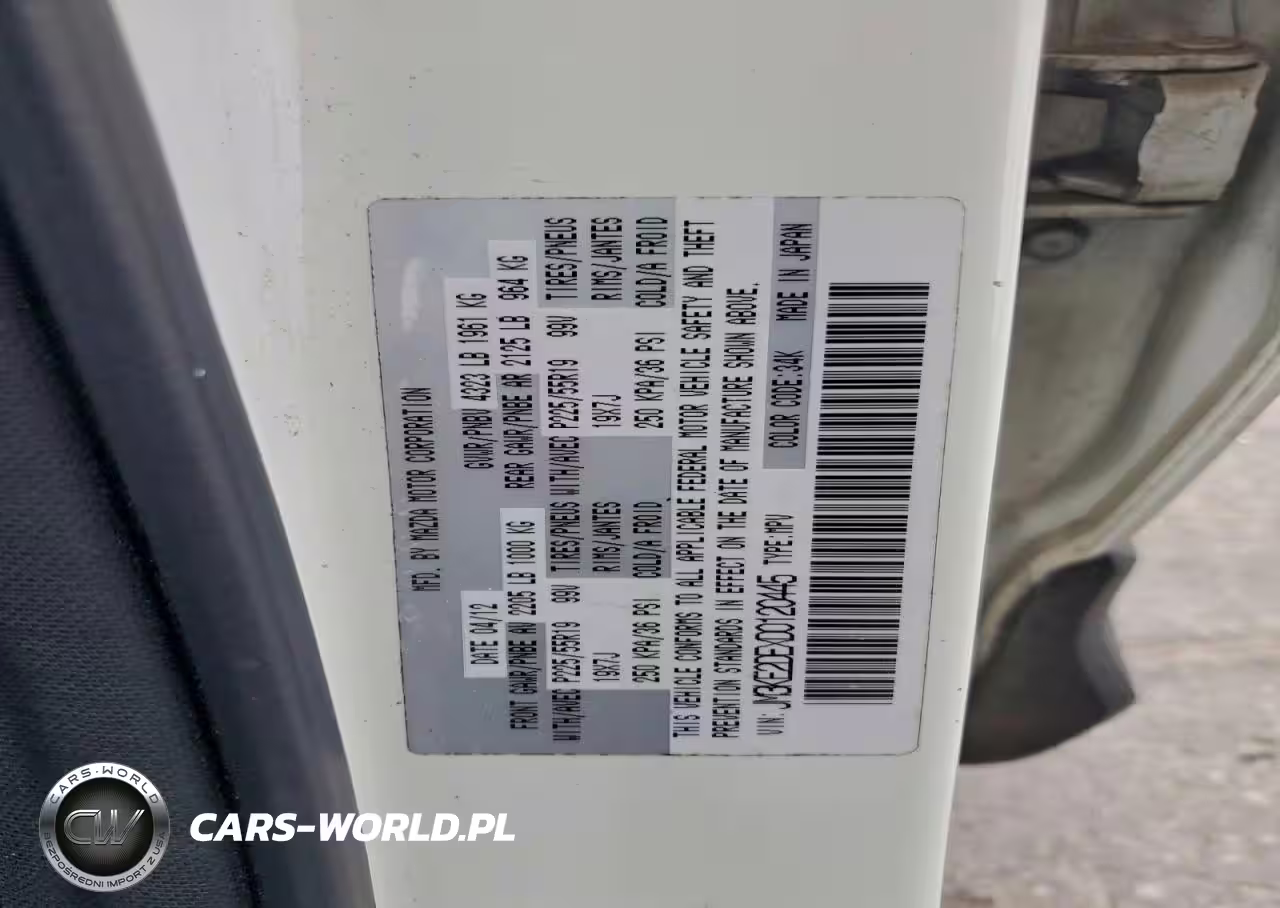 MFD. BY MAZDA MOTOR CORPORATION
DATE 04/12 GVWR/PNBV 4323 LB 1961 KG
FRONT GAWR/PNBE AV 2205 LB 1000 KG REAR GAWR/PNBE AR 2125 LB 964 KG
WITH/AVEC P225/55R19 99V TIRES/PNEUS WITH/AVEC P225/55R19 99V TIRES/PNEUS
19X7J RIMS/JANTES 19X7J RIMS/JANTES
250 KPA/36 PSI COLD/A FROID 250 KPA/36 PSI COLD/A FROID
THIS VEHICLE CONFORMS TO ALL APPLICABLE FEDERAL MOTOR VEHICLE SAFETY AND THEFT
PREVENTION STANDARDS IN EFFECT ON THE DATE OF MANUFACTURE SHOWN ABOVE.
VIN: JM3KE2DEXD0120445 TYPE:MPV COLOR CODE:34K MADE IN JAPAN
CARS-WORLD
CW
BEZPOŚREDNI IMPORT Z USA
CARS-WORLD.PL